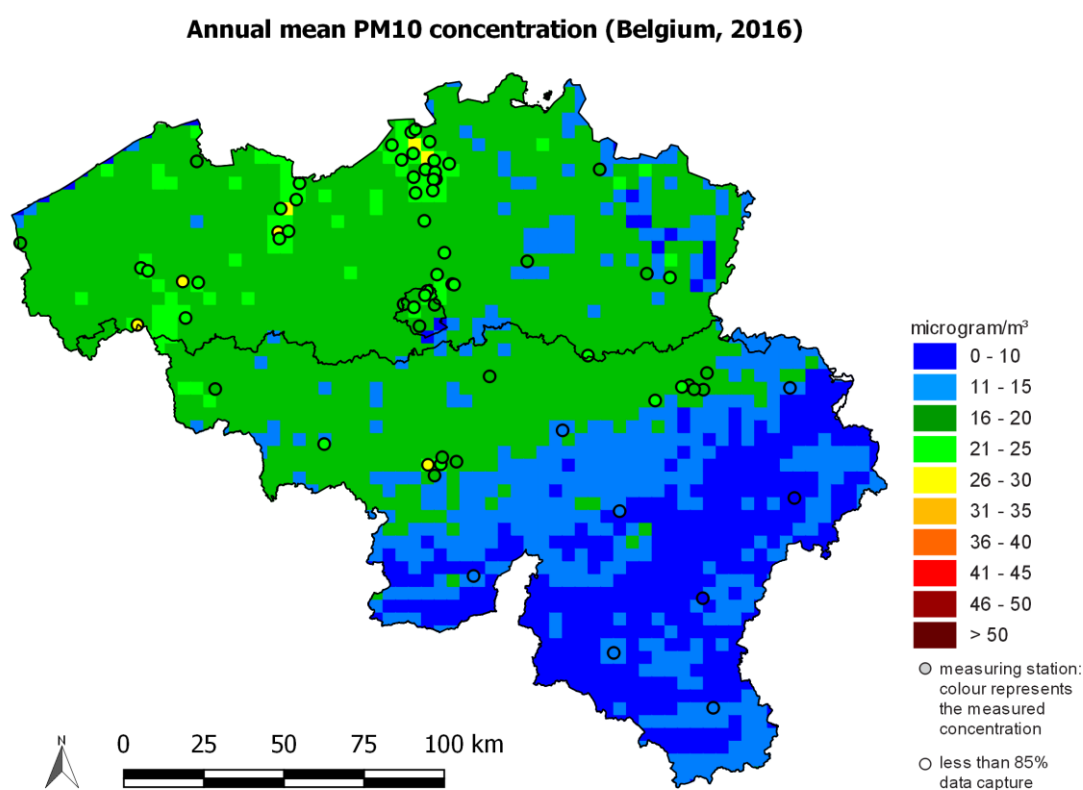 Annual mean PM10 concentration (Belgium, 2016)
microgram/m³
0 - 10
11 - 15
16 - 20
21 - 25
26 - 30
31 - 35
36 - 40
41 - 45
46 - 50
> 50
measuring station:
colour represents
the measured
concentration
less than 85%
data capture
N
0 25 50 75 100 km